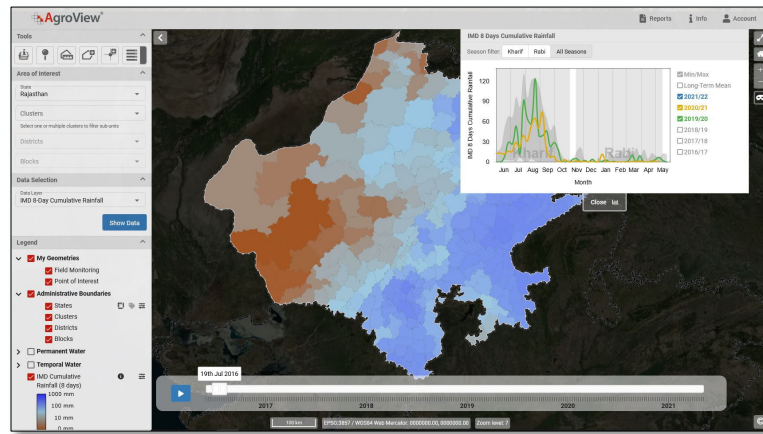 AgroView
Reports
Info
Account
Tools
Area of Interest
State
Rajasthan
Clusters
Select one or multiple clusters to filter sub-units
Districts
Blocks
Data Selection
Data Layer
IMD 8-Day Cumulative Rainfall
Show Data
Legend
My Geometries
Field Monitoring
Point of Interest
Administrative Boundaries
States
Clusters
Districts
Blocks
Permanent Water
Temporal Water
IMD Cumulative
Rainfall (8 days)
1000 mm
100 mm
10 mm
0 mm
IMD 8 Days Cumulative Rainfall
Season filter: Kharif Rabi All Seasons
IMD 8 Days Cumulative Rainfall
120
90
60
30
0
Kharif Rabi
Jun Jul Aug Sep Oct Nov Dec Jan Feb Mar Apr May
Month
Min/Max
Long-Term Mean
2021/22
2020/21
2019/20
2018/19
2017/18
2016/17
Close
19th Jul 2016
2017 2018 2019 2020 2021
100 km
EPSG:3857 / WGS84 Web Mercator: 0000000.00, 0000000.00
Zoom level: 7